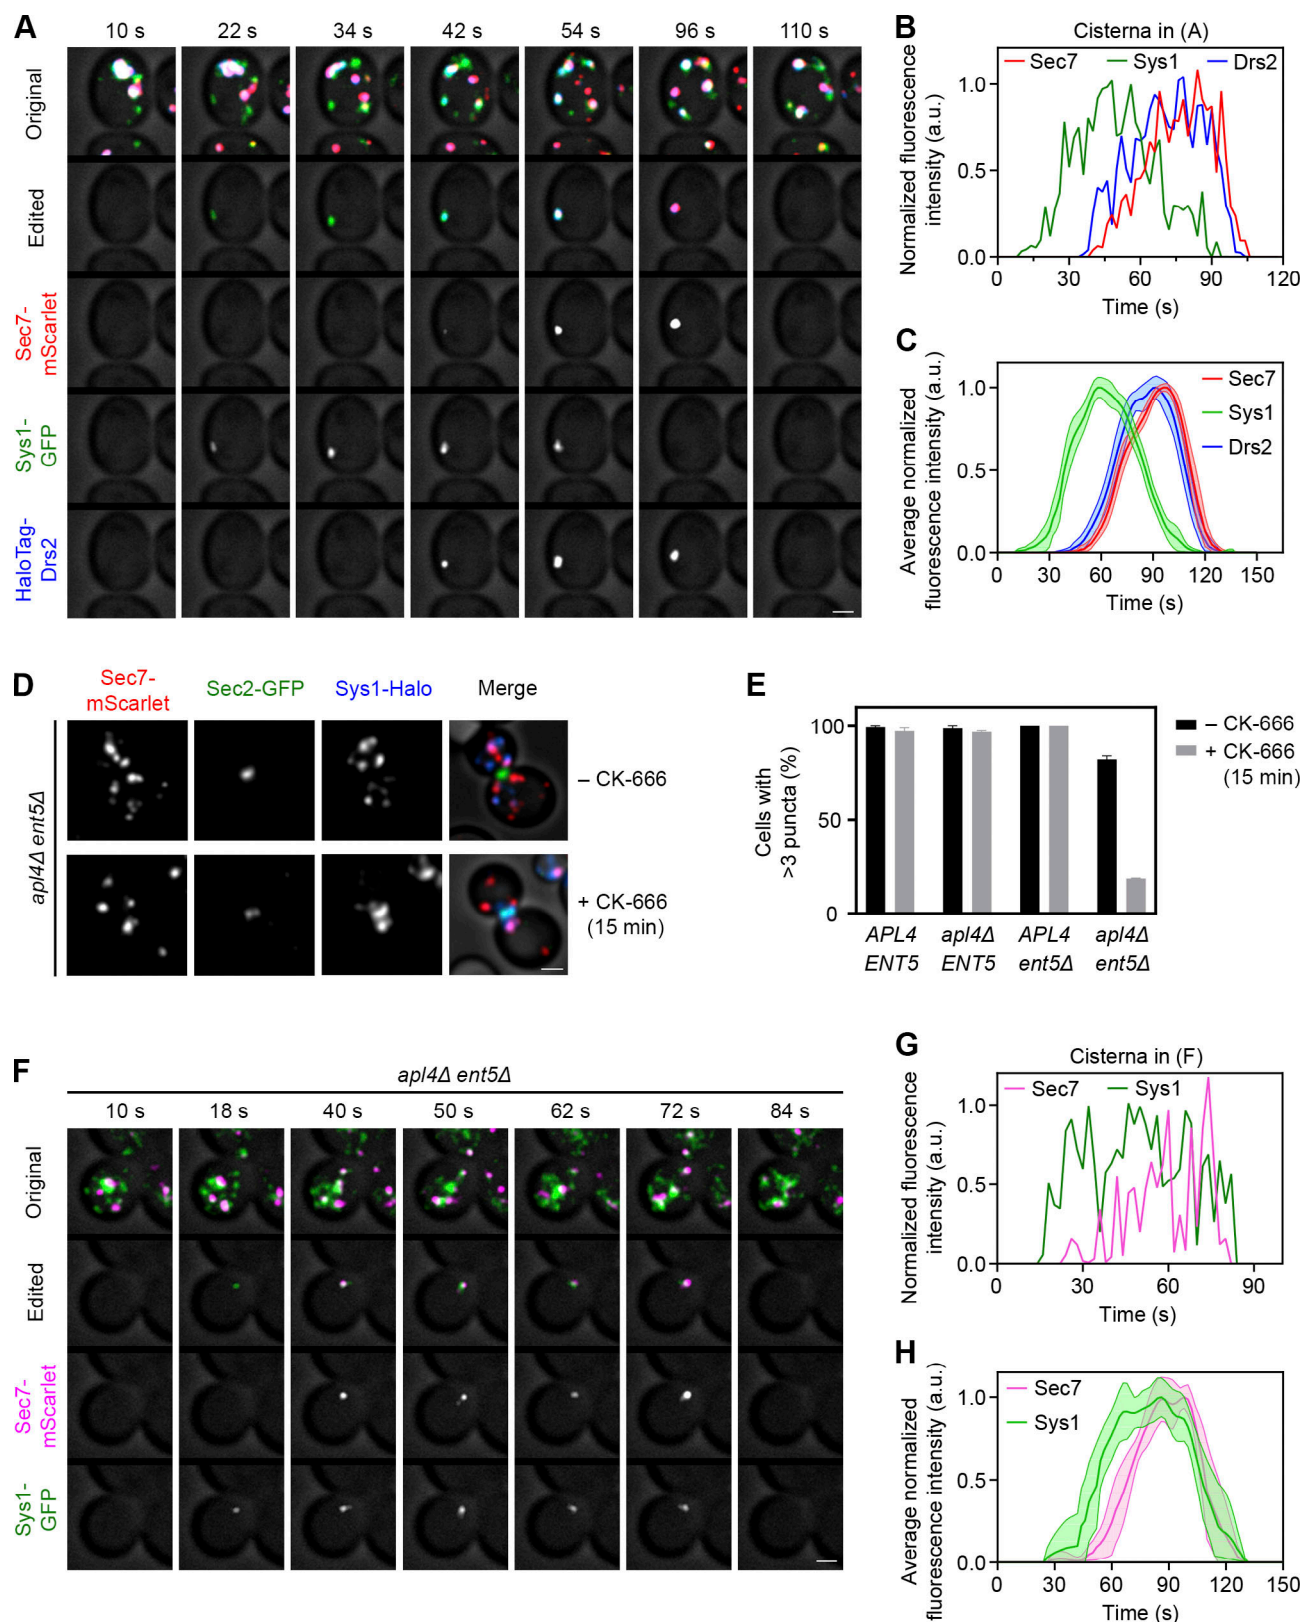 A
10 s 22 s 34 s 42 s 54 s 96 s 110 s
Original
Edited
Sec7-
mScarlet
Sys1-
GFP
HaloTag-
Drs2
B
Cisterna in (A)
Sec7 Sys1 Drs2
Normalized fluorescence
intensity (a.u.)
1.0
0.5
0.0
0 30 60 90 120
Time (s)
C
Average normalized
fluorescence intensity (a.u.)
Sec7
Sys1
Drs2
1.0
0.5
0.0
0 30 60 90 120 150
Time (s)
D
Sec7-
mScarlet
Sec2-GFP
Sys1-Halo
Merge
apl4Δ ent5Δ
– CK-666
+ CK-666
(15 min)
E
Cells with
>3 puncta (%)
100
50
0
– CK-666
+ CK-666
(15 min)
APL4 apl4Δ APL4 apl4Δ
ENT5 ENT5 ent5Δ ent5Δ
F
apl4Δ ent5Δ
10 s 18 s 40 s 50 s 62 s 72 s 84 s
Original
Edited
Sec7-
mScarlet
Sys1-
GFP
G
Cisterna in (F)
Sec7 Sys1
Normalized fluorescence
intensity (a.u.)
1.0
0.5
0.0
0 30 60 90
Time (s)
H
Average normalized
fluorescence intensity (a.u.)
Sec7
Sys1
1.0
0.5
0.0
0 30 60 90 120 150
Time (s)